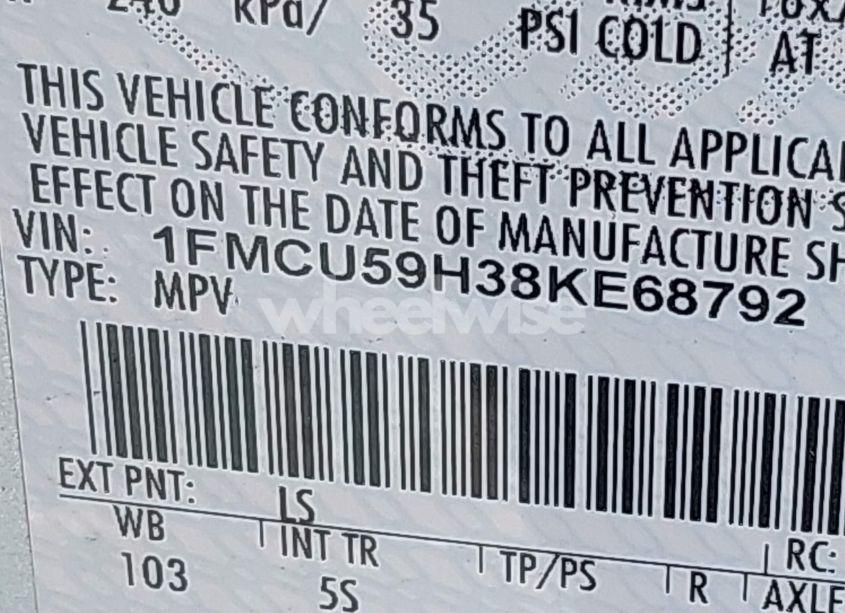 240 kPa/ 35 PSI COLD AT
THIS VEHICLE CONFORMS TO ALL
VEHICLE SAFETY AND THEFT PREVENTION
EFFECT ON THE DATE OF MANUFACTURE
VIN: 1FMCU59H38KE68792
TYPE: MPV
wheelwise
EXT PNT: LS RC:
WB INT TR TP/PS R AXLE
103 5S